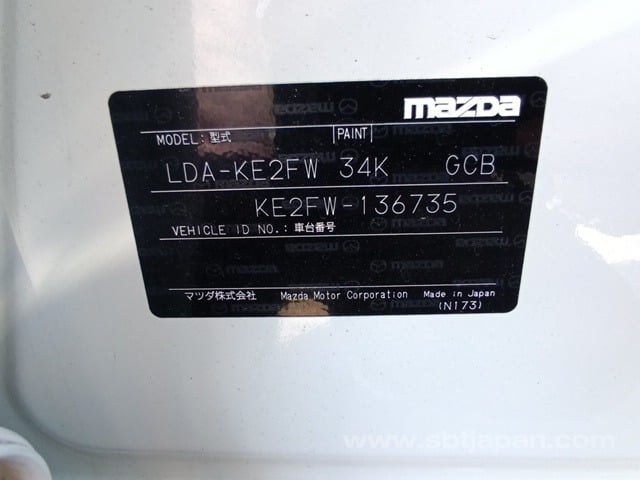 mazda
MODEL: 型式 PAINT
LDA-KE2FW 34K GCB
KE2FW-136735
VEHICLE ID NO.: 車台番号
マツダ株式会社 Mazda Motor Corporation Made in Japan
(N173)
www.sbtjapan.com